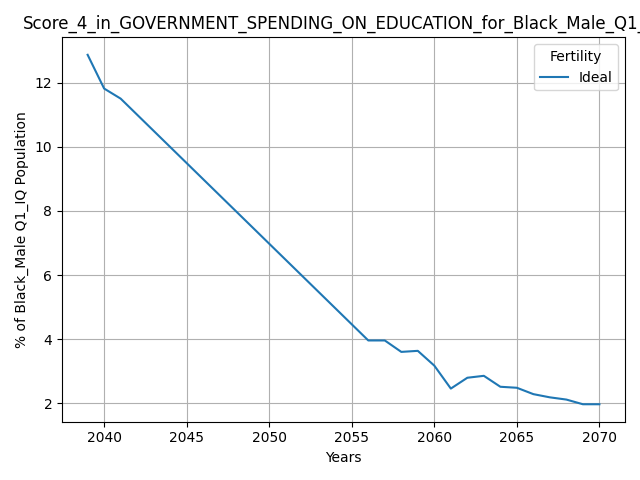 Score_4_in_GOVERNMENT_SPENDING_ON_EDUCATION_for_Black_Male_Q1_
Fertility
Ideal
% of Black_Male Q1_IQ Population
12
10
8
6
4
2
2040 2045 2050 2055 2060 2065 2070
Years